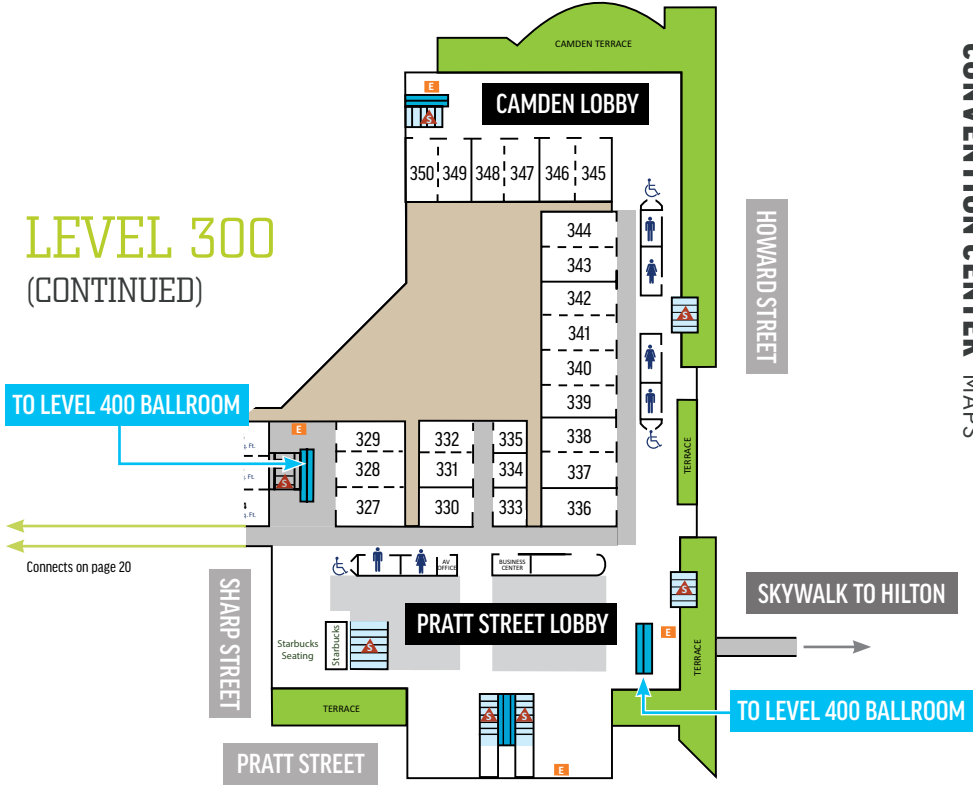 CAMDEN TERRACE
CONVENTION CENTER MAPS
E
CAMDEN LOBBY
S
350 349 348 347 346 345
LEVEL 300
(CONTINUED)
HOWARD STREET
344
343
342
341
340
339
338
337
336
S
TO LEVEL 400 BALLROOM
E
Ft.
Ft.
Ft.
S
329
328
327
332
331
330
335
334
333
TERRACE
Connects on page 20
AV
OFFICE
BUSINESS
CENTER
SHARP STREET
S
SKYWALK TO HILTON
PRATT STREET LOBBY
E
Starbucks
Seating
Starbucks
S
TERRACE
TERRACE
TO LEVEL 400 BALLROOM
S
S
PRATT STREET
E